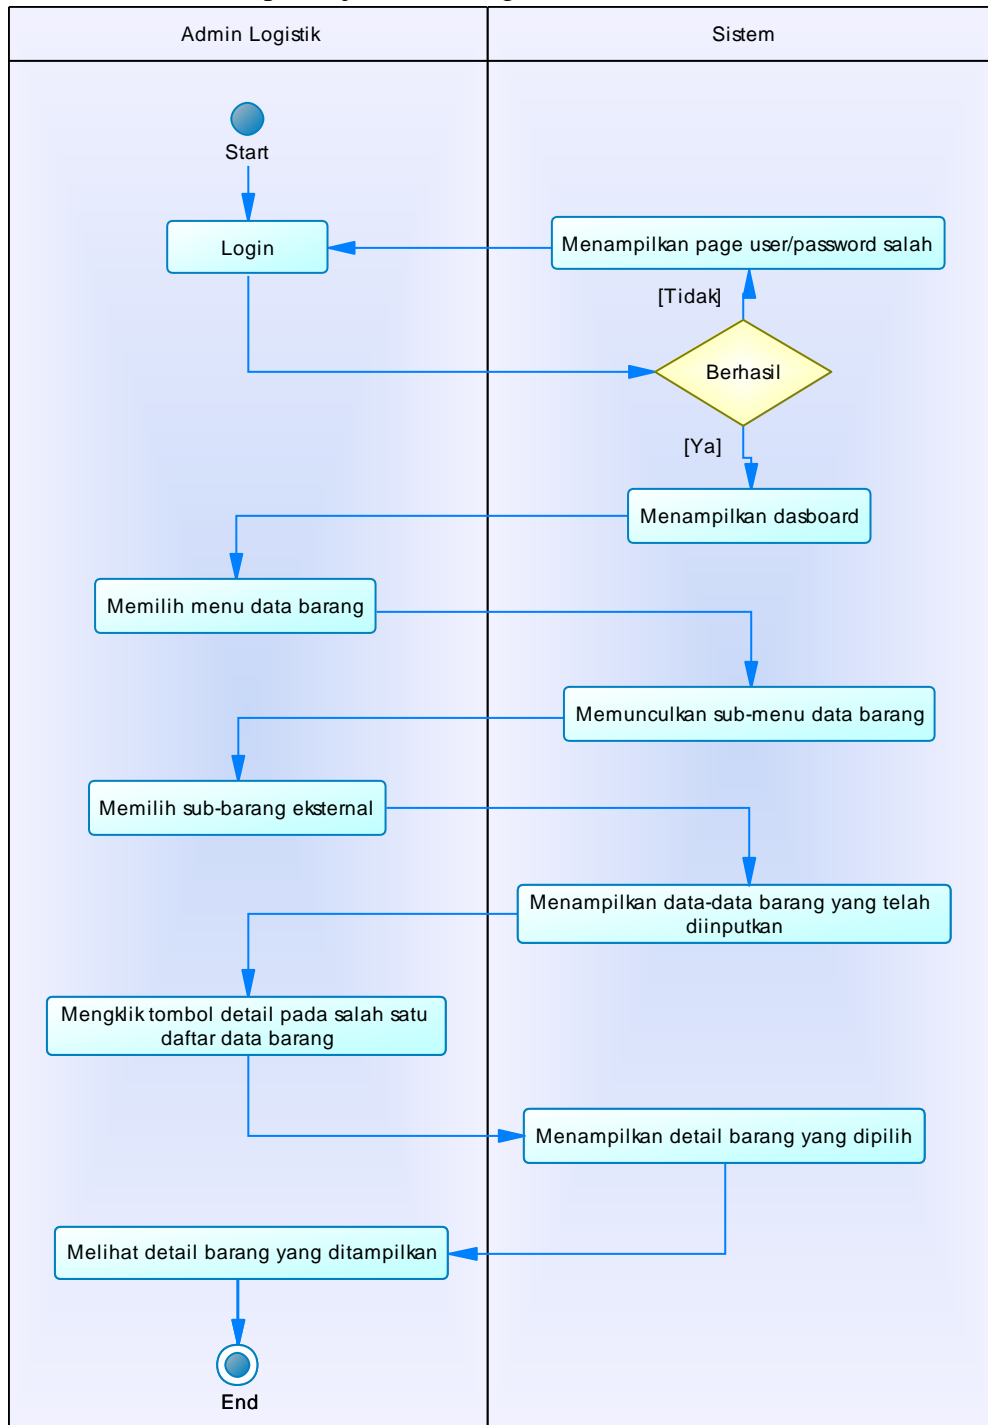 Admin Logistik
Sistem
Start
Login
Menampilkan page user/password salah
[Tidak]
Berhasil
[Ya]
Menampilkan dasboard
Memilih menu data barang
Memunculkan sub-menu data barang
Memilih sub-barang eksternal
Menampilkan data-data barang yang telah
diinputkan
Mengklik tombol detail pada salah satu
daftar data barang
Menampilkan detail barang yang dipilih
Melihat detail barang yang ditampilkan
End